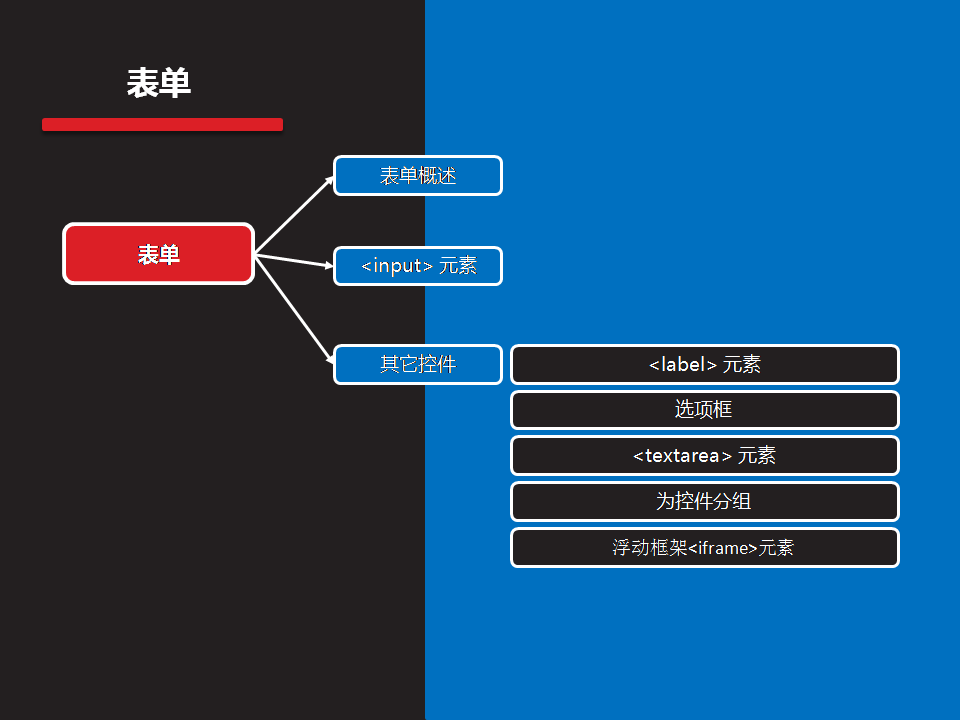 表单
表单
表单概述
<input> 元素
其它控件
<label> 元素
选项框
<textarea> 元素
为控件分组
浮动框架<iframe>元素